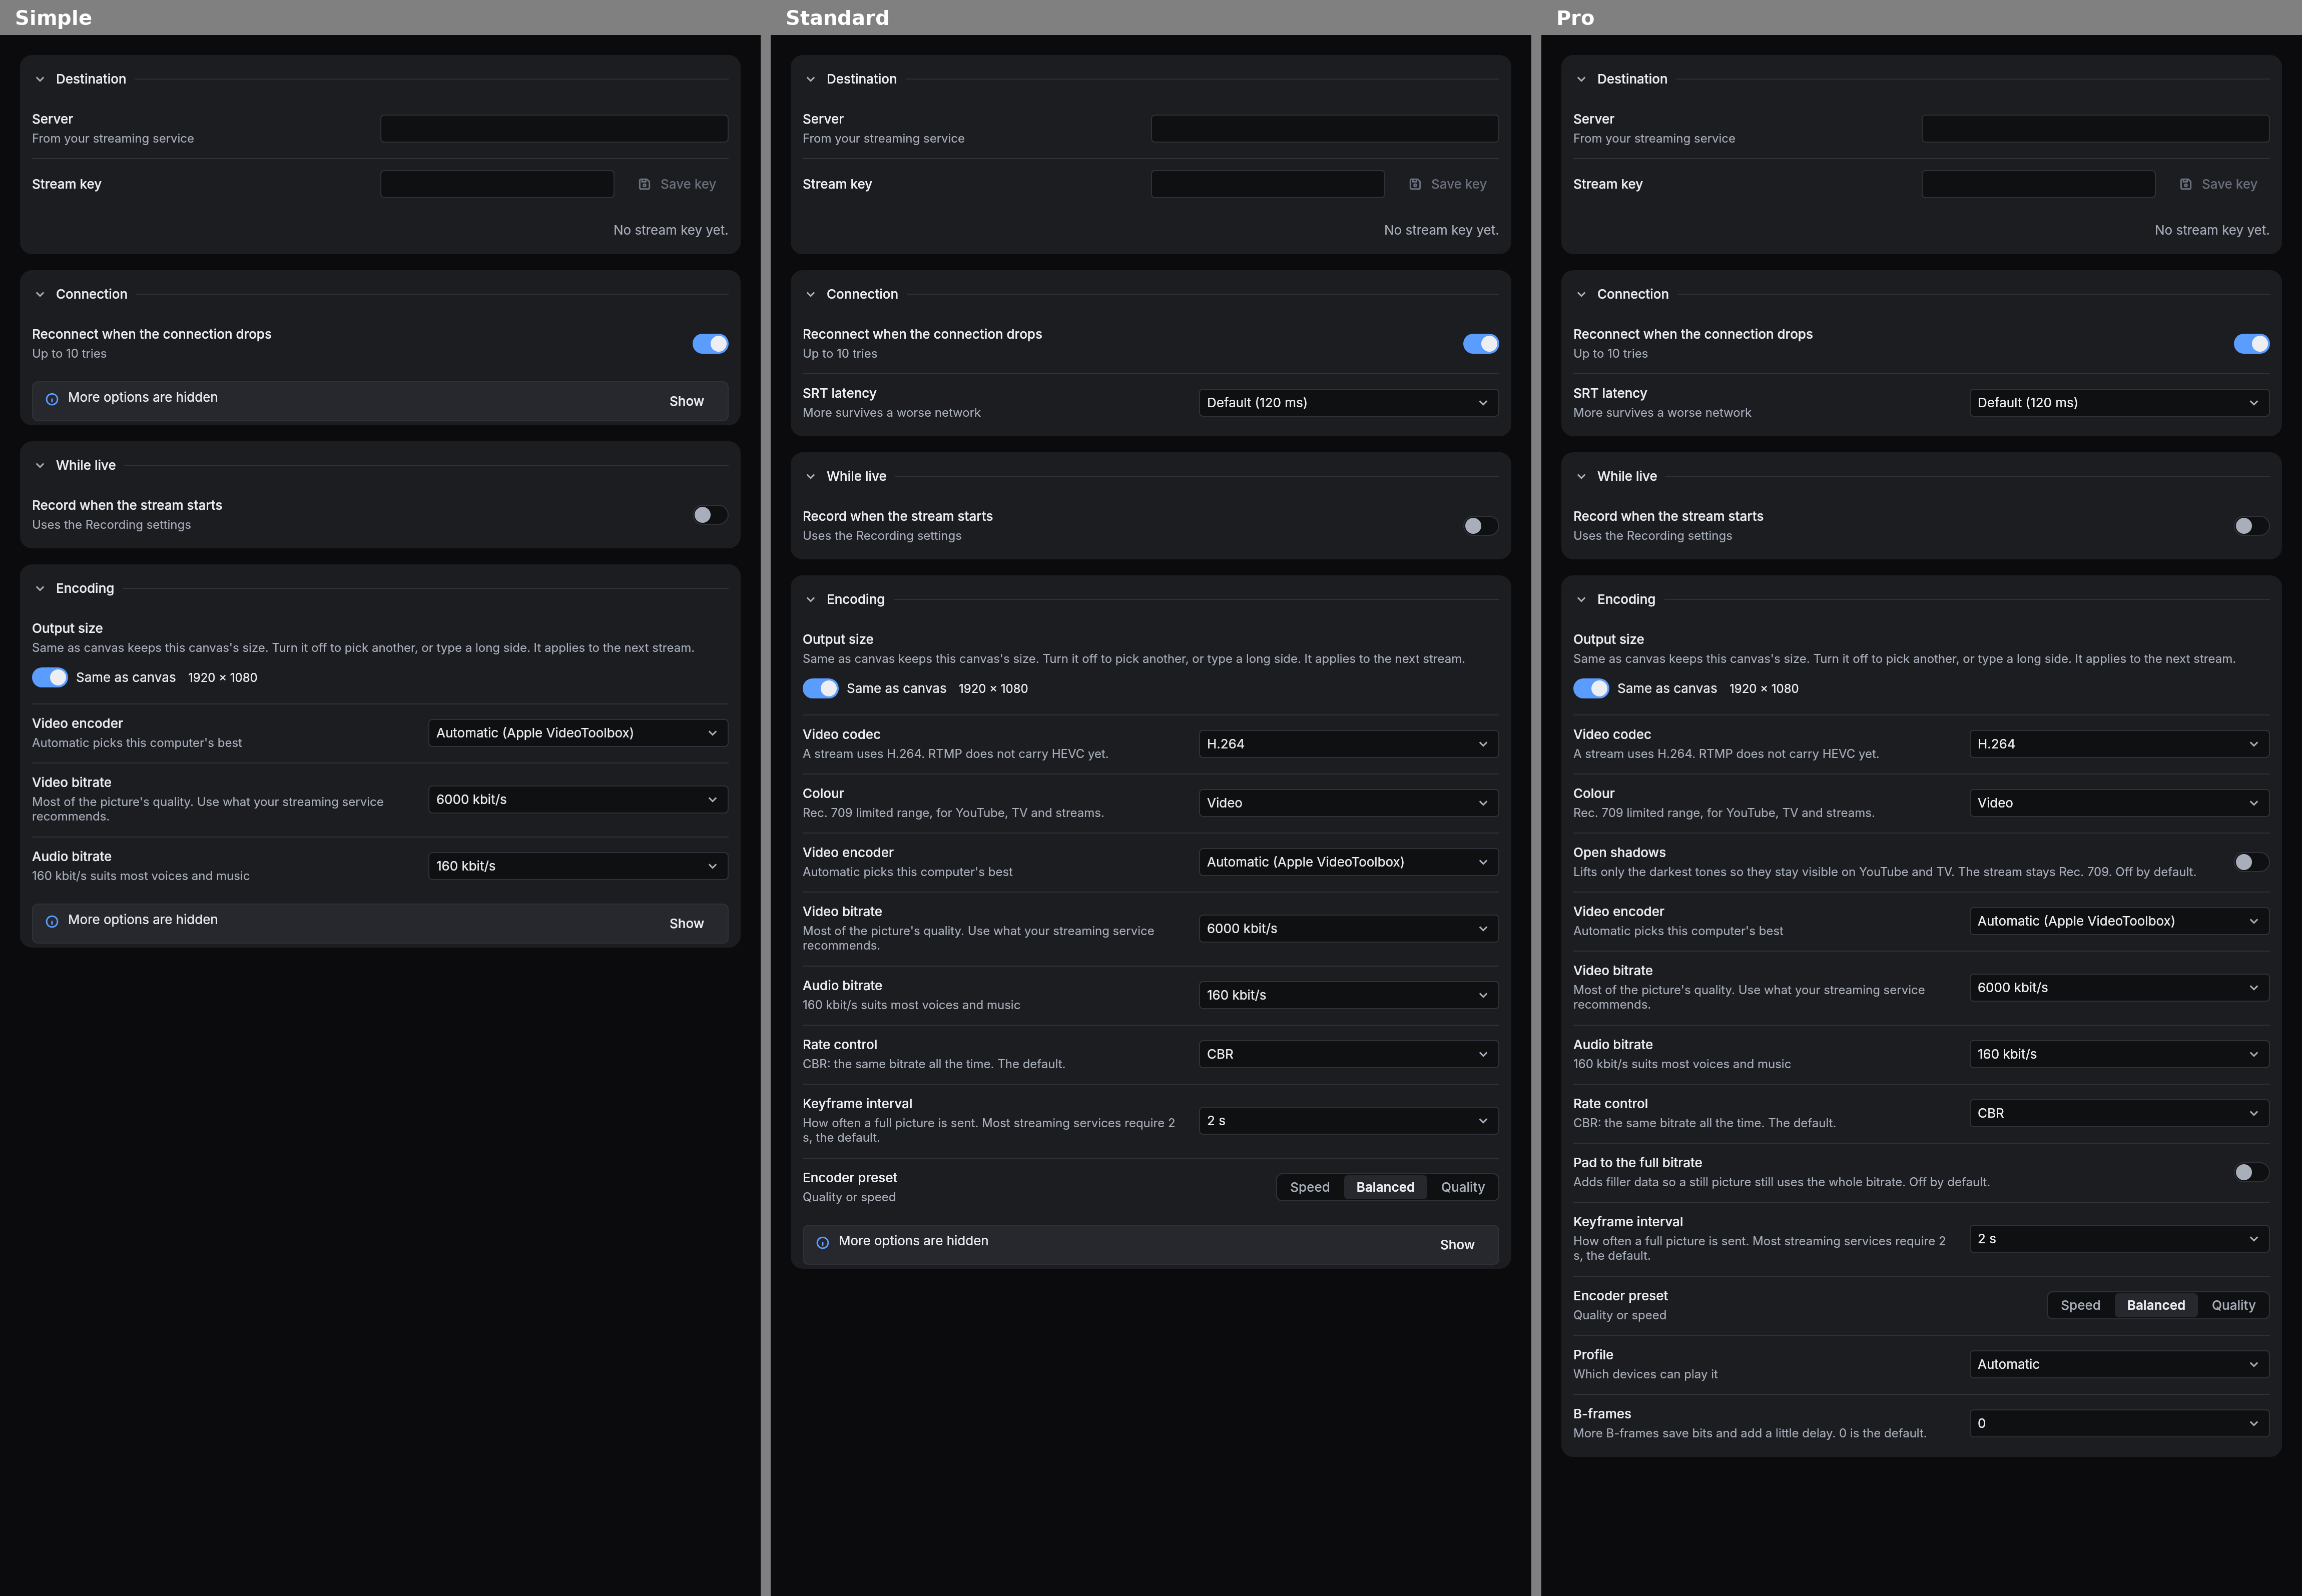 Simple
Destination
Server
From your streaming service
Stream key
Save key
No stream key yet.
Connection
Reconnect when the connection drops
Up to 10 tries
More options are hidden
Show
While live
Record when the stream starts
Uses the Recording settings
Encoding
Output size
Same as canvas keeps this canvas's size. Turn it off to pick another, or type a long side. It applies to the next stream.
Same as canvas 1920 × 1080
Video encoder
Automatic picks this computer's best
Automatic (Apple VideoToolbox)
Video bitrate
Most of the picture's quality. Use what your streaming service
recommends.
6000 kbit/s
Audio bitrate
160 kbit/s suits most voices and music
160 kbit/s
More options are hidden
Show
Standard
Destination
Server
From your streaming service
Stream key
Save key
No stream key yet.
Connection
Reconnect when the connection drops
Up to 10 tries
SRT latency
More survives a worse network
Default (120 ms)
While live
Record when the stream starts
Uses the Recording settings
Encoding
Output size
Same as canvas keeps this canvas's size. Turn it off to pick another, or type a long side. It applies to the next stream.
Same as canvas 1920 × 1080
Video codec
A stream uses H.264. RTMP does not carry HEVC yet.
H.264
Colour
Rec. 709 limited range, for YouTube, TV and streams.
Video
Video encoder
Automatic picks this computer's best
Automatic (Apple VideoToolbox)
Video bitrate
Most of the picture's quality. Use what your streaming service
recommends.
6000 kbit/s
Audio bitrate
160 kbit/s suits most voices and music
160 kbit/s
Rate control
CBR: the same bitrate all the time. The default.
CBR
Keyframe interval
How often a full picture is sent. Most streaming services require 2
s, the default.
2 s
Encoder preset
Quality or speed
Speed Balanced Quality
More options are hidden
Show
Pro
Destination
Server
From your streaming service
Stream key
Save key
No stream key yet.
Connection
Reconnect when the connection drops
Up to 10 tries
SRT latency
More survives a worse network
Default (120 ms)
While live
Record when the stream starts
Uses the Recording settings
Encoding
Output size
Same as canvas keeps this canvas's size. Turn it off to pick another, or type a long side. It applies to the next stream.
Same as canvas 1920 × 1080
Video codec
A stream uses H.264. RTMP does not carry HEVC yet.
H.264
Colour
Rec. 709 limited range, for YouTube, TV and streams.
Video
Open shadows
Lifts only the darkest tones so they stay visible on YouTube and TV. The stream stays Rec. 709. Off by default.
Video encoder
Automatic picks this computer's best
Automatic (Apple VideoToolbox)
Video bitrate
Most of the picture's quality. Use what your streaming service
recommends.
6000 kbit/s
Audio bitrate
160 kbit/s suits most voices and music
160 kbit/s
Rate control
CBR: the same bitrate all the time. The default.
CBR
Pad to the full bitrate
Adds filler data so a still picture still uses the whole bitrate. Off by default.
Keyframe interval
How often a full picture is sent. Most streaming services require 2
s, the default.
2 s
Encoder preset
Quality or speed
Speed Balanced Quality
Profile
Which devices can play it
Automatic
B-frames
More B-frames save bits and add a little delay. 0 is the default.
0